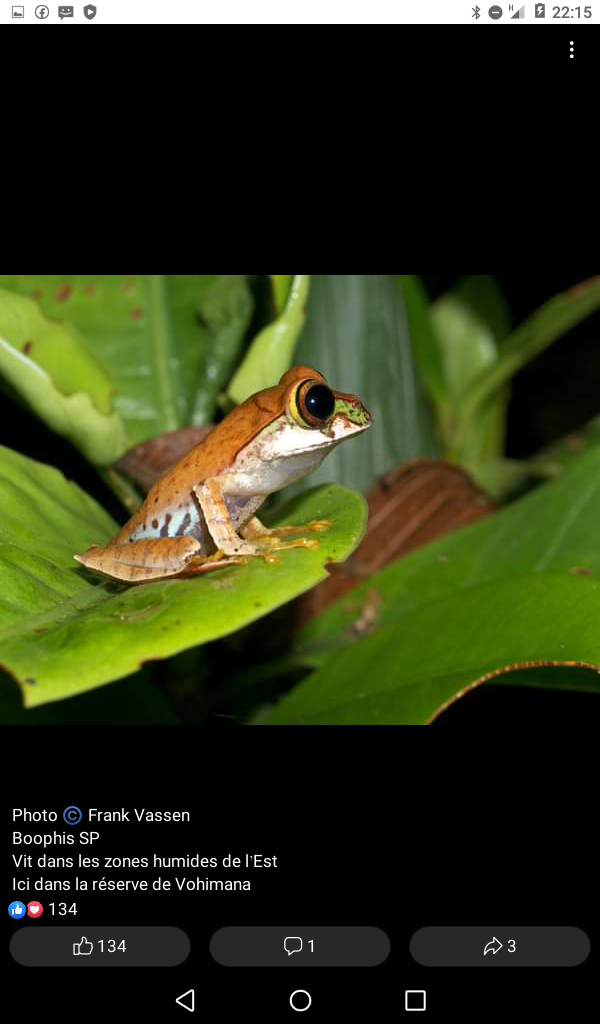 22:15
Photo © Frank Vassen
Boophis SP
Vit dans les zones humides de l'Est
Ici dans la réserve de Vohimana
134
134
1
3